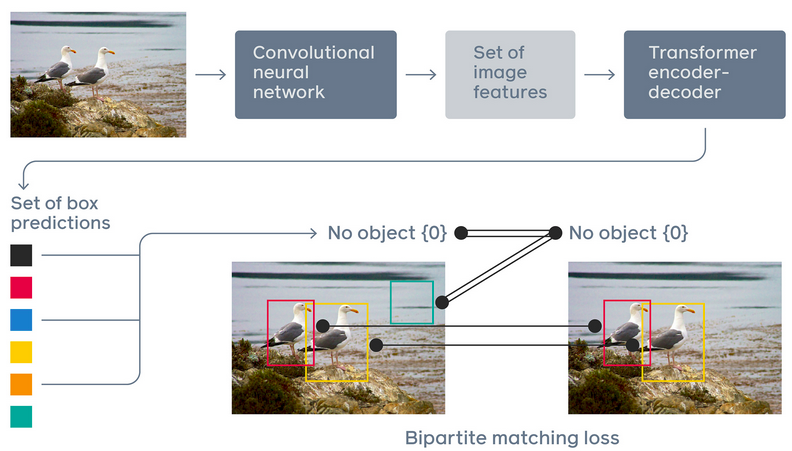 Convolutional
neural
network
Set of
image
features
Transformer
encoder-
decoder
Set of box
predictions
No object {0}
No object {0}
Bipartite matching loss